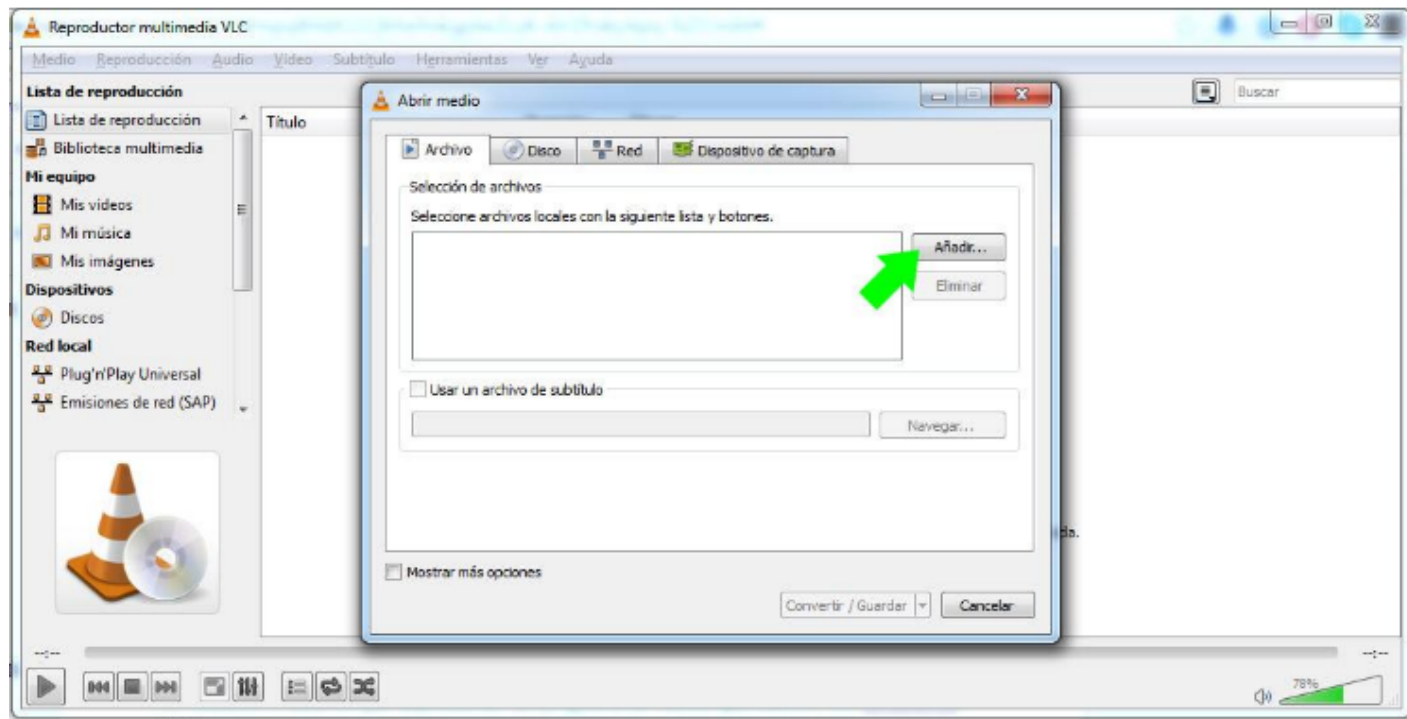 Reproductor multimedia VLC
Medio Reproducción Audio Vídeo Subtítulo Herramientas Ver Ayuda
Lista de reproducción
Buscar
Lista de reproducción
Título
Biblioteca multimedia
Mi equipo
Mis videos
Mi música
Mis imágenes
Dispositivos
Discos
Red local
Plug'n'Play Universal
Emisiones de red (SAP)
Abrir medio
Archivo Disco Red Dispositivo de captura
Selección de archivos
Seleccione archivos locales con la siguiente lista y botones.
Añadir...
Eliminar
Usar un archivo de subtítulo
Navegar...
Mostrar más opciones
Convertir / Guardar Cancelar
da.
--:-- --:--
78%